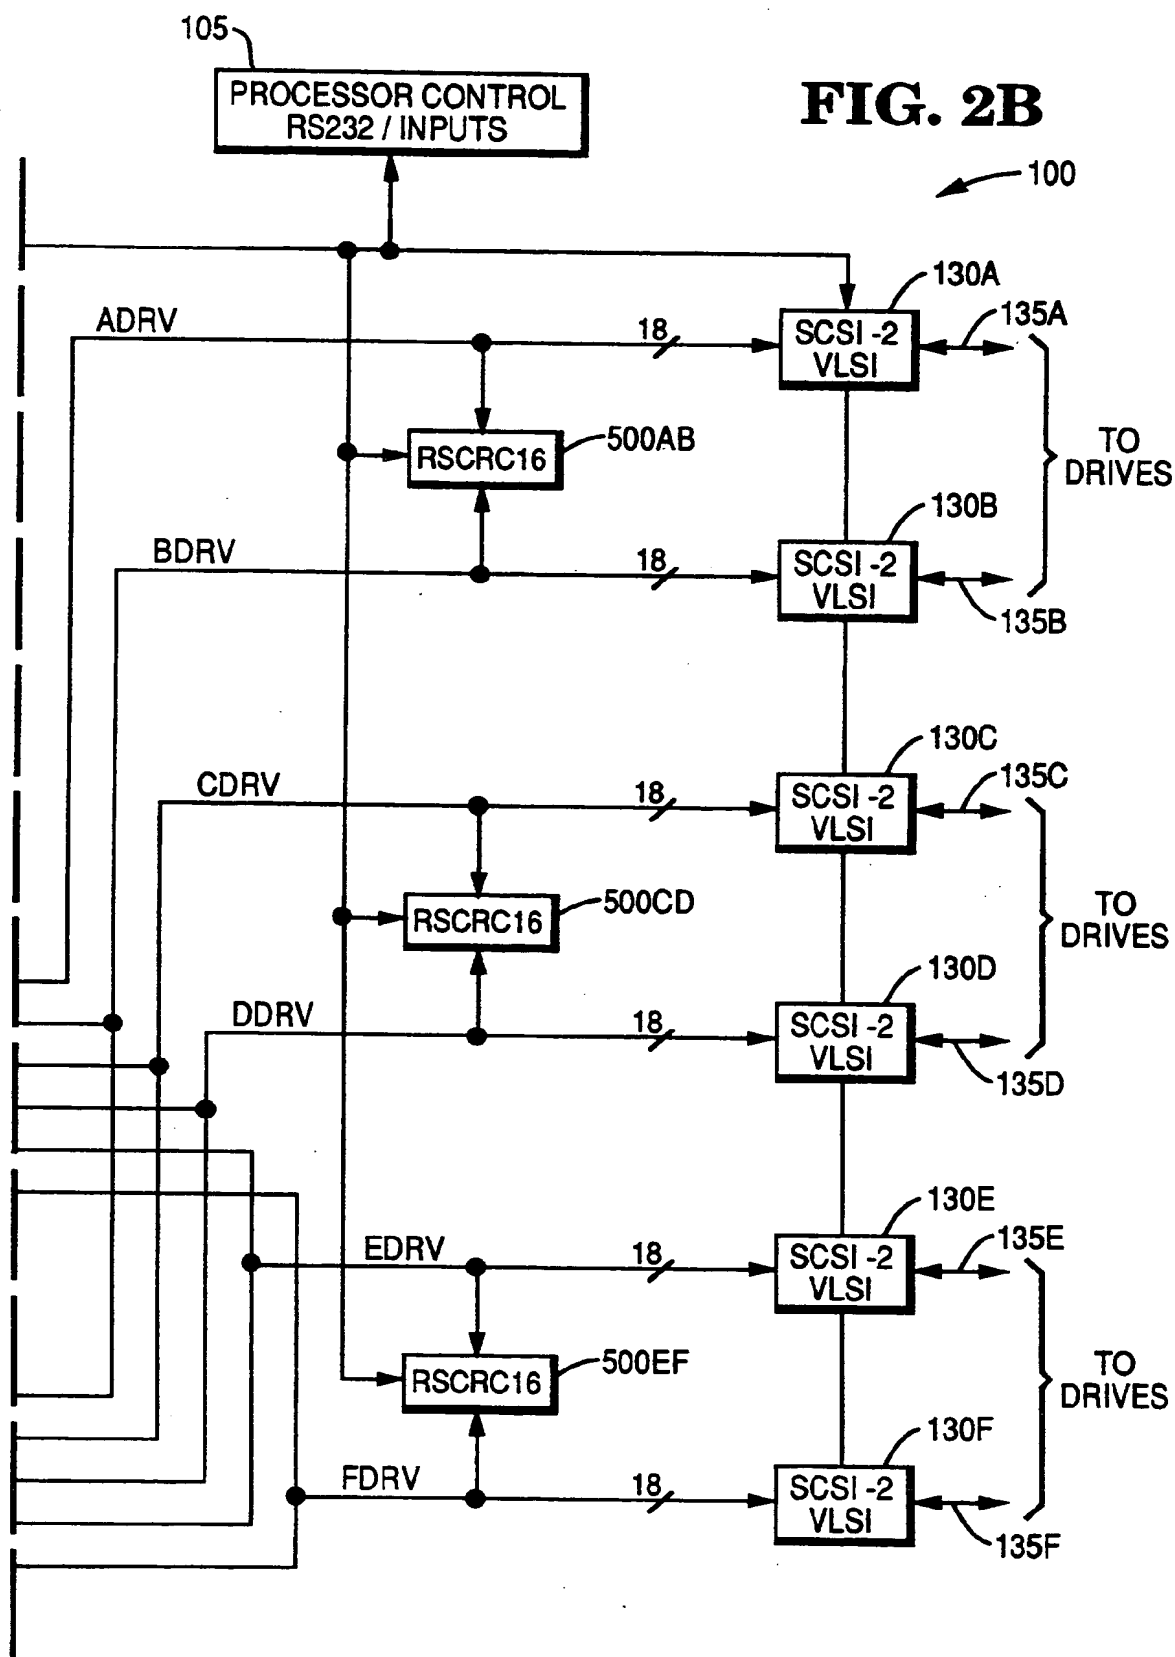 105
PROCESSOR CONTROL
RS232 / INPUTS
FIG. 2B
100
130A
ADRV
18
SCSI -2
VLSI
135A
500AB
RSCRC16
TO
DRIVES
130B
BDRV
18
SCSI -2
VLSI
135B
130C
CDRV
18
SCSI -2
VLSI
135C
500CD
RSCRC16
TO
DRIVES
130D
DDRV
18
SCSI -2
VLSI
135D
130E
EDRV
18
SCSI -2
VLSI
135E
500EF
RSCRC16
TO
DRIVES
130F
FDRV
18
SCSI -2
VLSI
135F